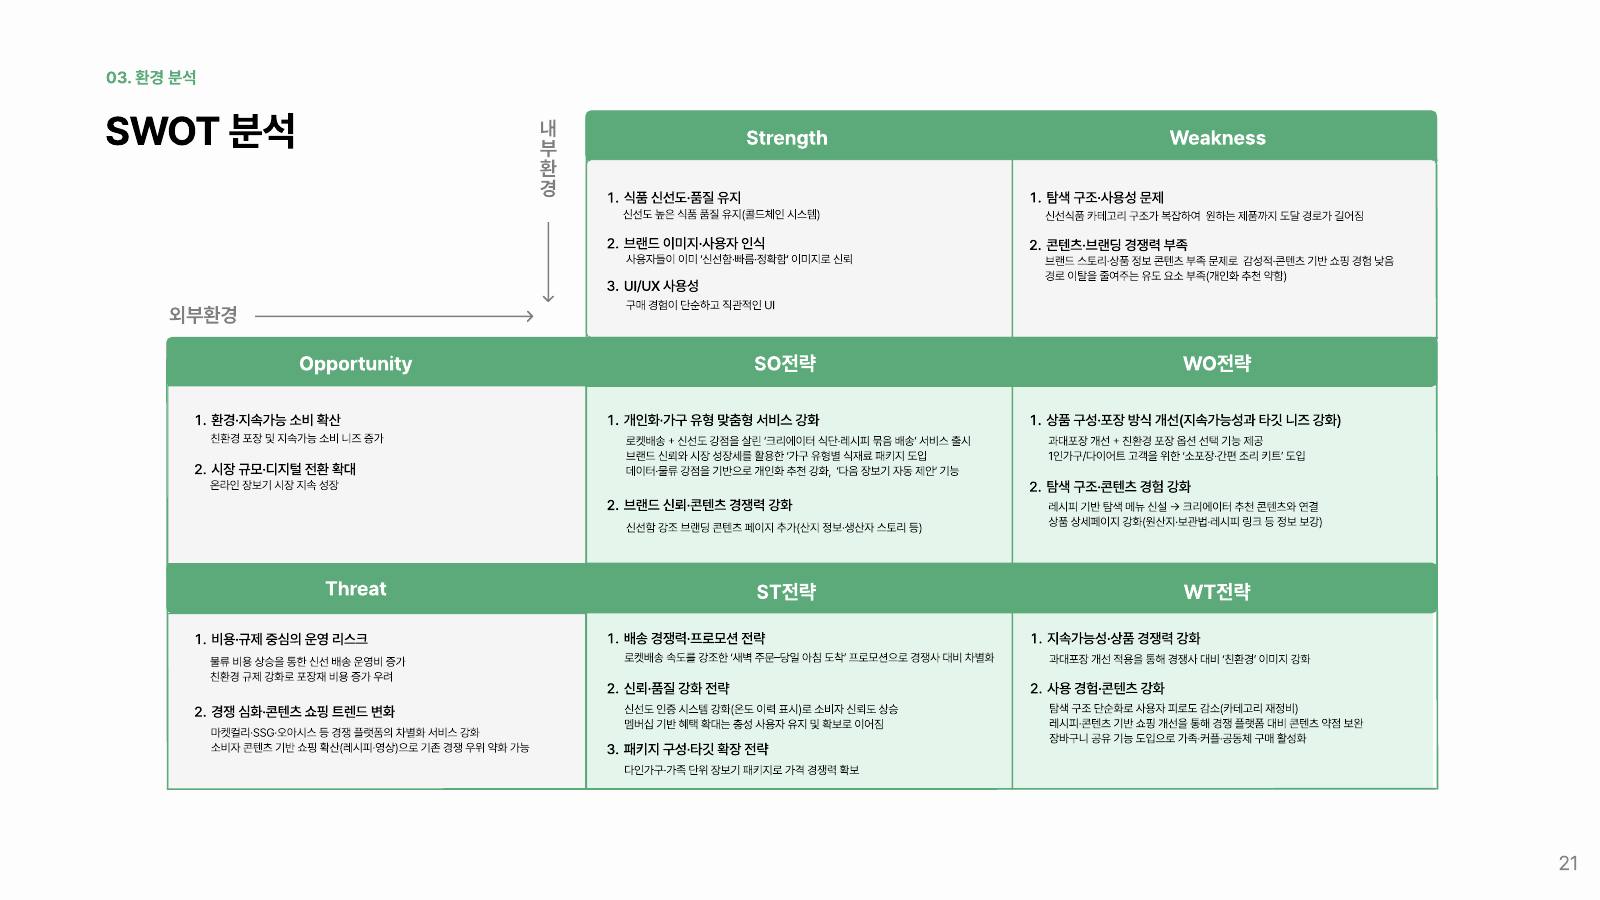 03. 환경 분석
SWOT 분석
내부환경
외부환경
Strength
1. 식품 신선도·품질 유지
신선도 높은 식품 품질 유지(콜드체인 시스템)
2. 브랜드 이미지·사용자 인식
사용자들이 이미 '신선함·빠름·정확함' 이미지로 신뢰
3. UI/UX 사용성
구매 경험이 단순하고 직관적인 UI
Weakness
1. 탐색 구조·사용성 문제
신선식품 카테고리 구조가 복잡하여 원하는 제품까지 도달 경로가 길어짐
2. 콘텐츠·브랜딩 경쟁력 부족
브랜드 스토리·상품 정보 콘텐츠 부족 문제로 감성적·콘텐츠 기반 쇼핑 경험 낮음
경로 이탈을 줄여주는 유도 요소 부족(개인화 추천 약함)
Opportunity
1. 환경·지속가능 소비 확산
친환경 포장 및 지속가능 소비 니즈 증가
2. 시장 규모·디지털 전환 확대
온라인 장보기 시장 지속 성장
SO전략
1. 개인화·가구 유형 맞춤형 서비스 강화
로켓배송 + 신선도 강점을 살린 '크리에이터 식단·레시피 묶음 배송' 서비스 출시
브랜드 신뢰와 시장 성장세를 활용한 '가구 유형별 식재료 패키지 도입
데이터·물류 강점을 기반으로 개인화 추천 강화, '다음 장보기 자동 제안' 기능
2. 브랜드 신뢰·콘텐츠 경쟁력 강화
신선함 강조 브랜딩 콘텐츠 페이지 추가(산지 정보·생산자 스토리 등)
WO전략
1. 상품 구성·포장 방식 개선(지속가능성과 타깃 니즈 강화)
과대포장 개선 + 친환경 포장 옵션 선택 기능 제공
1인가구/다이어트 고객을 위한 '소포장·간편 조리 키트' 도입
2. 탐색 구조·콘텐츠 경험 강화
레시피 기반 탐색 메뉴 신설 → 크리에이터 추천 콘텐츠와 연결
상품 상세페이지 강화(원산지·보관법·레시피 링크 등 정보 보강)
Threat
1. 비용·규제 중심의 운영 리스크
물류 비용 상승을 통한 신선 배송 운영비 증가
친환경 규제 강화로 포장재 비용 증가 우려
2. 경쟁 심화·콘텐츠 쇼핑 트렌드 변화
마켓컬리·SSG·오아시스 등 경쟁 플랫폼의 차별화 서비스 강화
소비자 콘텐츠 기반 쇼핑 확산(레시피·영상)으로 기존 경쟁 우위 약화 가능
ST전략
1. 배송 경쟁력·프로모션 전략
로켓배송 속도를 강조한 '새벽 주문–당일 아침 도착' 프로모션으로 경쟁사 대비 차별화
2. 신뢰·품질 강화 전략
신선도 인증 시스템 강화(온도 이력 표시)로 소비자 신뢰도 상승
멤버십 기반 혜택 확대는 충성 사용자 유지 및 확보로 이어짐
3. 패키지 구성·타깃 확장 전략
다인가구·가족 단위 장보기 패키지로 가격 경쟁력 확보
WT전략
1. 지속가능성·상품 경쟁력 강화
과대포장 개선 적용을 통해 경쟁사 대비 '친환경' 이미지 강화
2. 사용 경험·콘텐츠 강화
탐색 구조 단순화로 사용자 피로도 감소(카테고리 재정비)
레시피·콘텐츠 기반 쇼핑 개선을 통해 경쟁 플랫폼 대비 콘텐츠 약점 보완
장바구니 공유 기능 도입으로 가족·커플·공동체 구매 활성화
21